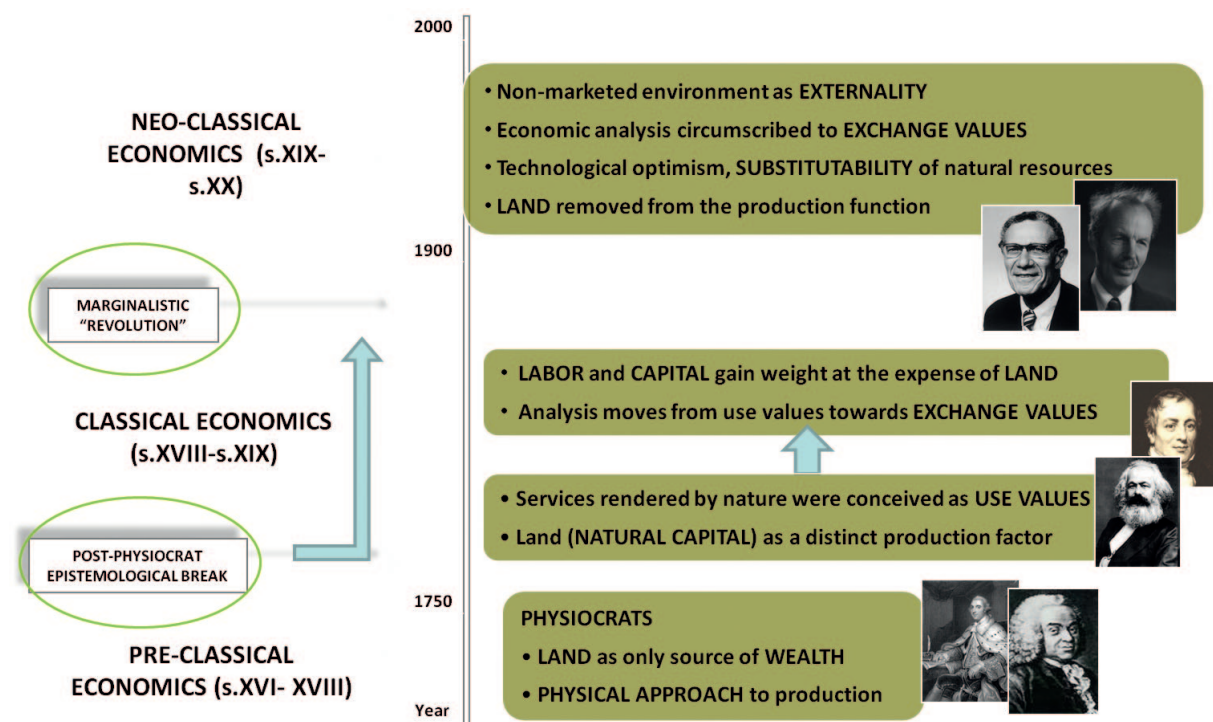 2000
• Non-marketed environment as EXTERNALITY
• Economic analysis circumscribed to EXCHANGE VALUES
• Technological optimism, SUBSTITUTABILITY of natural resources
• LAND removed from the production function
NEO-CLASSICAL
ECONOMICS (s.XIX-
s.XX)
1900
MARGINALISTIC
“REVOLUTION”
• LABOR and CAPITAL gain weight at the expense of LAND
• Analysis moves from use values towards EXCHANGE VALUES
CLASSICAL ECONOMICS
(s.XVIII-s.XIX)
• Services rendered by nature were conceived as USE VALUES
• Land (NATURAL CAPITAL) as a distinct production factor
POST-PHYSIOCRAT
EPISTEMOLOGICAL BREAK
1750
PHYSIOCRATS
• LAND as only source of WEALTH
• PHYSICAL APPROACH to production
PRE-CLASSICAL
ECONOMICS (s.XVI- XVIII)
Year